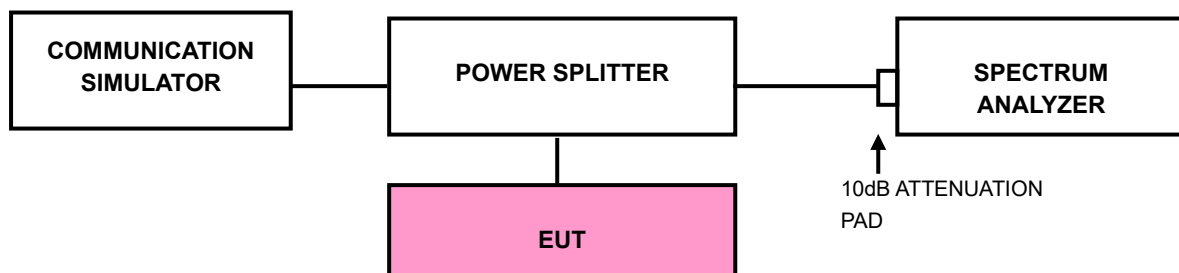 COMMUNICATION
SIMULATOR
POWER SPLITTER
SPECTRUM
ANALYZER
10dB ATTENUATION
PAD
EUT